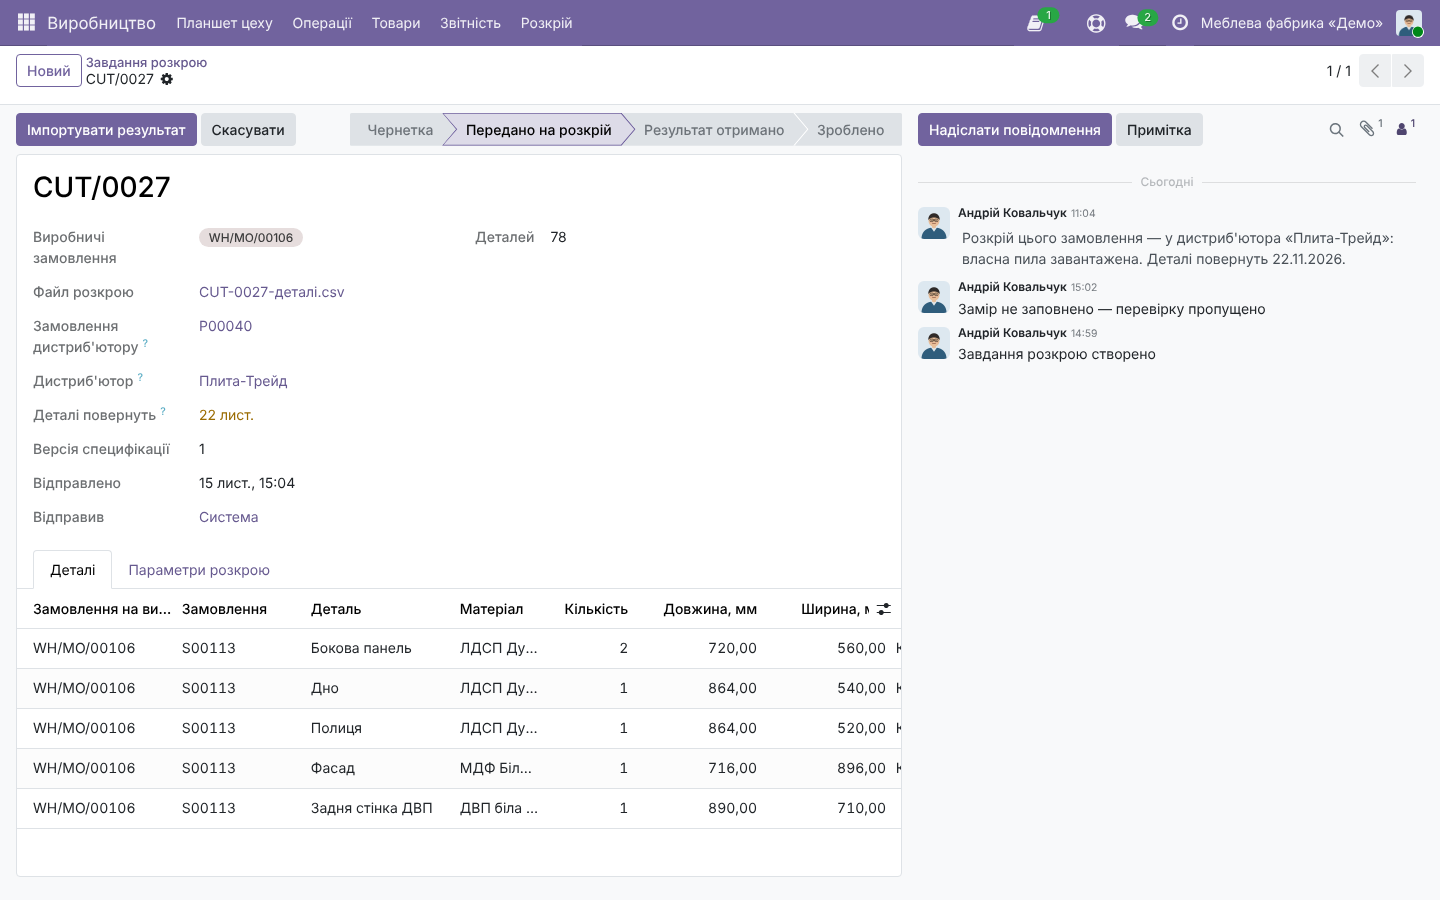 Виробництво Планшет цеху Операції Товари Звітність Розкрій 1 2 Меблева фабрика «Демо»
Новий Завдання розкрою
CUT/0027
1 / 1
Імпортувати результат Скасувати Чернетка Передано на розкрій Результат отримано Зроблено
CUT/0027
Виробничі замовлення WH/MO/00106 Деталей 78
Файл розкрою CUT-0027-деталі.csv
Замовлення дистриб'ютору ? P00040
Дистриб'ютор ? Плита-Трейд
Деталі повернуть ? 22 лист.
Версія специфікації 1
Відправлено 15 лист., 15:04
Відправив Система
Деталі Параметри розкрою
Замовлення на ви... Замовлення Деталь Матеріал Кількість Довжина, мм Ширина,
WH/MO/00106 S00113 Бокова панель ЛДСП Ду... 2 720,00 560,00
WH/MO/00106 S00113 Дно ЛДСП Ду... 1 864,00 540,00
WH/MO/00106 S00113 Полиця ЛДСП Ду... 1 864,00 520,00
WH/MO/00106 S00113 Фасад МДФ Біл... 1 716,00 896,00
WH/MO/00106 S00113 Задня стінка ДВП ДВП біла ... 1 890,00 710,00
Надіслати повідомлення Примітка 1 1
Сьогодні
Андрій Ковальчук 11:04
Розкрій цього замовлення — у дистриб'ютора «Плита-Трейд»:
власна пила завантажена. Деталі повернуть 22.11.2026.
Андрій Ковальчук 15:02
Замір не заповнено — перевірку пропущено
Андрій Ковальчук 14:59
Завдання розкрою створено